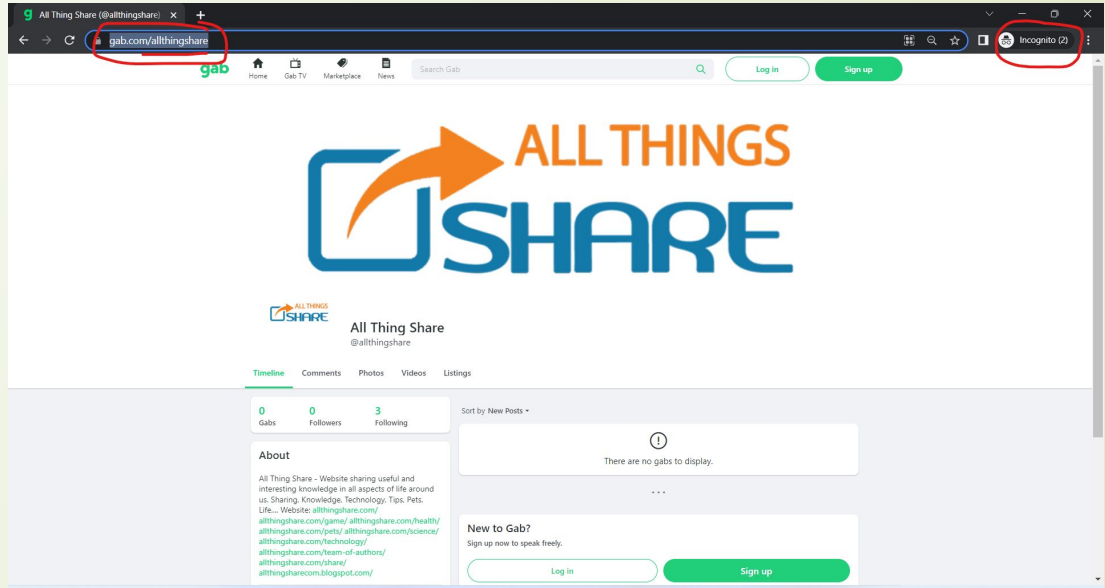 All Thing Share (@allthingshare)
gab.com/allthingshare
Incognito (2)
gab
Home
Gab TV
Marketplace
News
Search Gab
Log in
Sign up
ALL THINGS
SHARE
ALL THINGS
SHARE
All Thing Share
@allthingshare
Timeline
Comments
Photos
Videos
Listings
0
Gabs
0
Followers
3
Following
Sort by New Posts
There are no gabs to display.
About
All Thing Share - Website sharing useful and
interesting knowledge in all aspects of life around
us. Sharing, Knowledge, Technology, Tips, Pets,
Life,... Website: allthingshare.com/
allthingshare.com/game/ allthingshare.com/health/
allthingshare.com/pets/ allthingshare.com/science/
allthingshare.com/technology/
allthingshare.com/team-of-authors/
allthingshare.com/share/
allthingsharecom.blogspot.com/
New to Gab?
Sign up now to speak freely.
Log in
Sign up